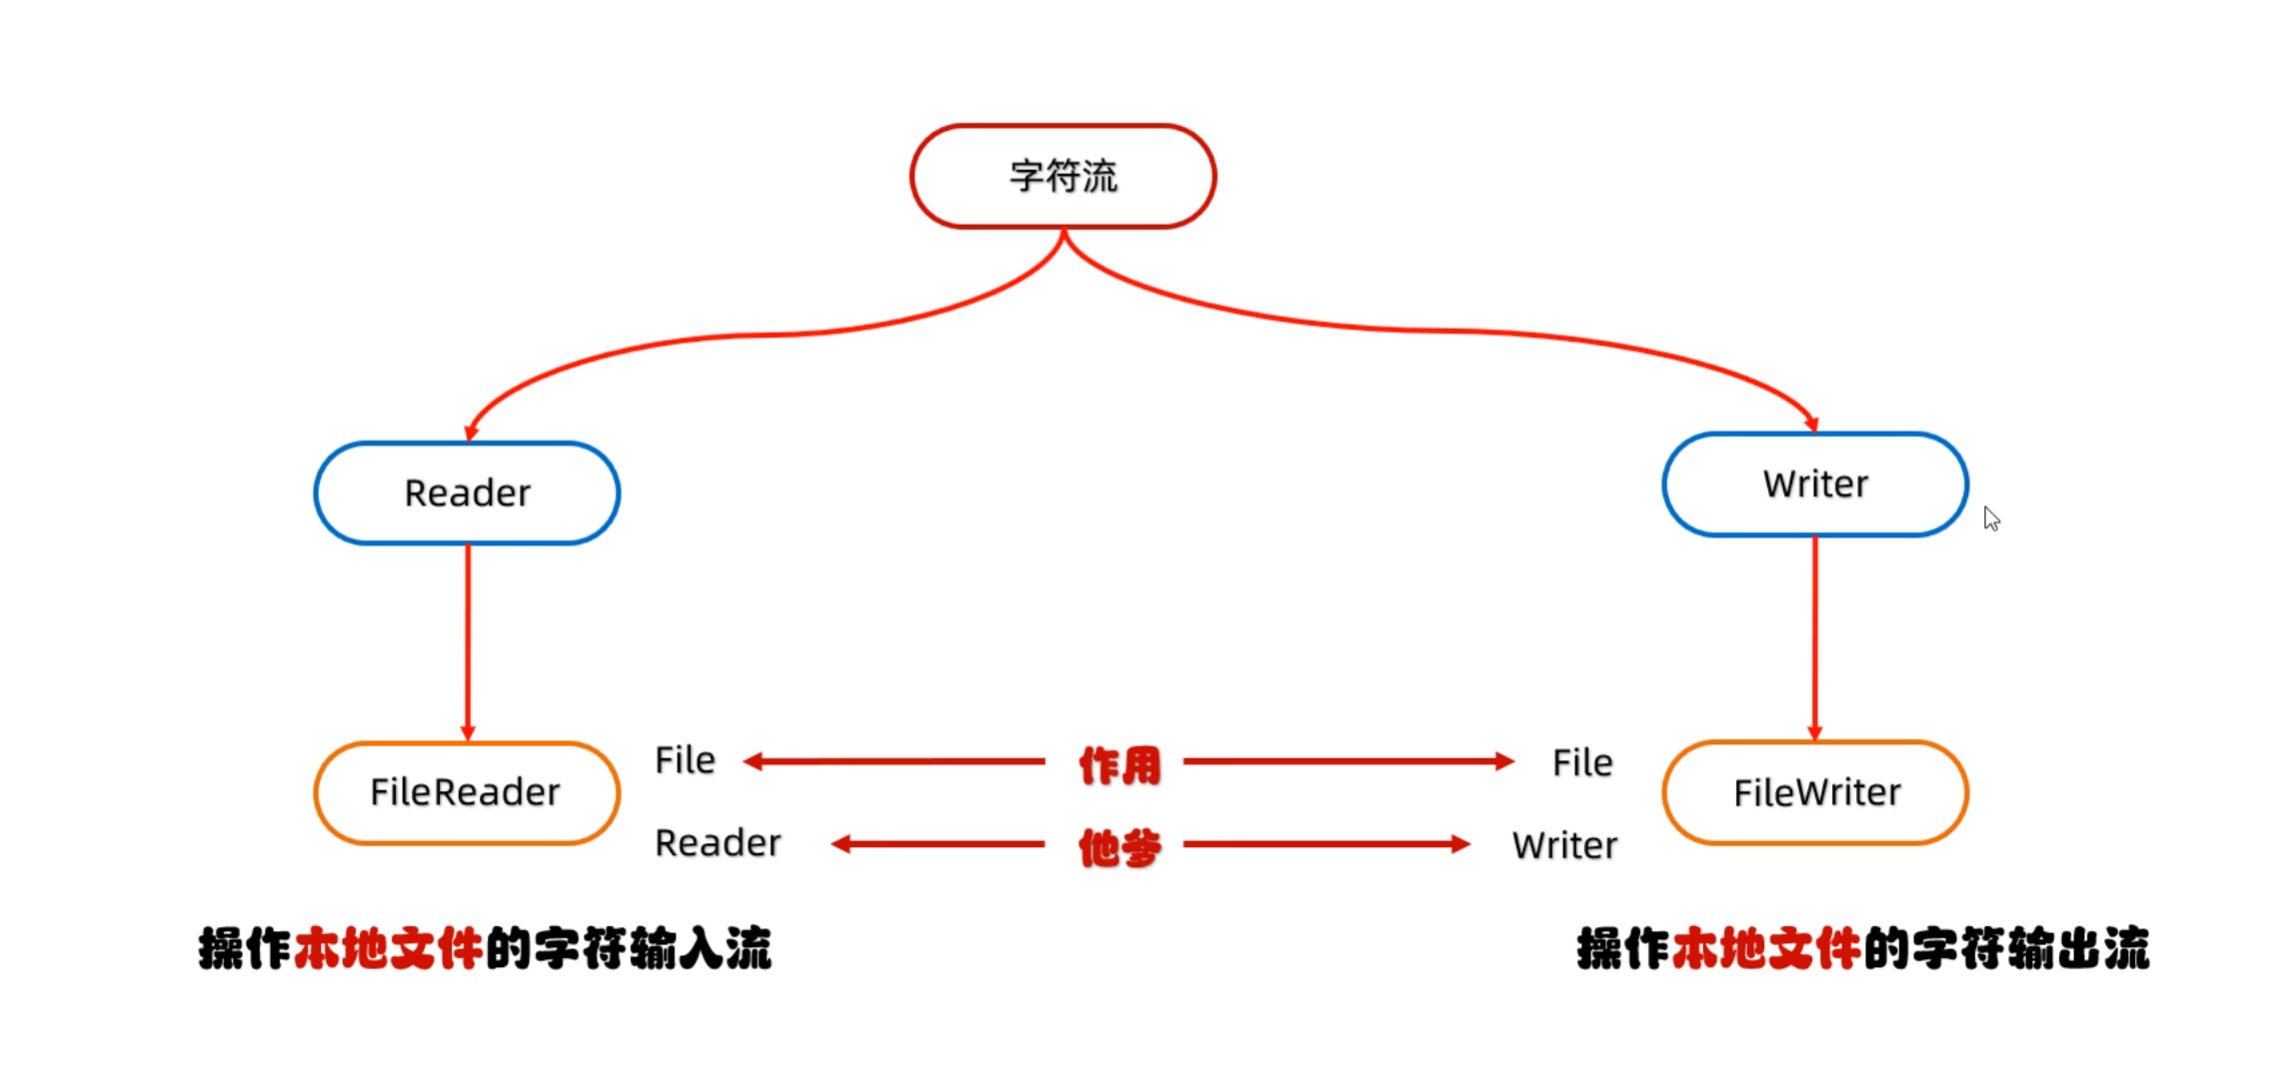 字符流
Reader
Writer
FileReader
File
作用
File
FileWriter
Reader
他爹
Writer
操作本地文件的字符输入流
操作本地文件的字符输出流